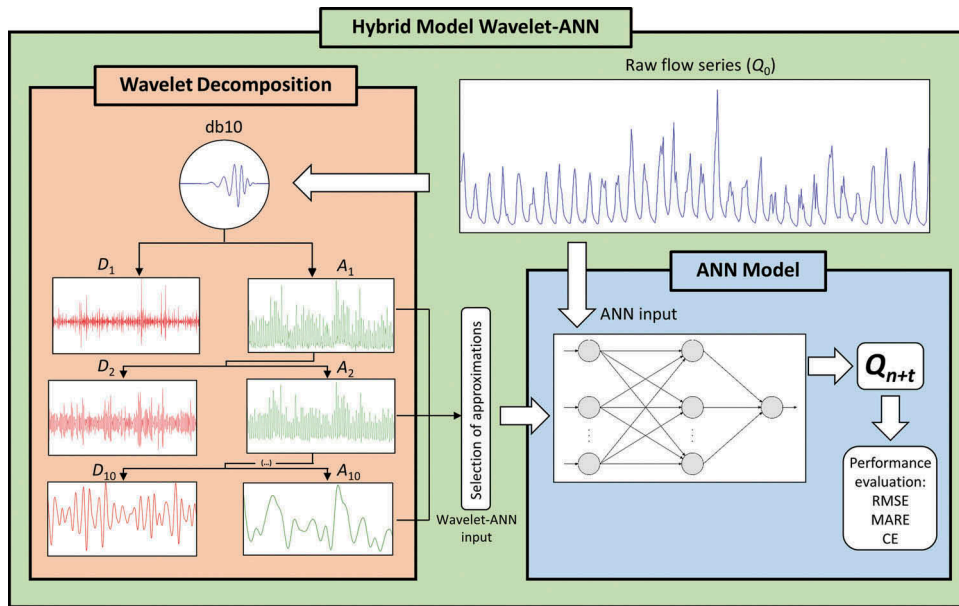 Hybrid Model Wavelet-ANN
Wavelet Decomposition
db10
Raw flow series (Q0)
D1
A1
D2
A2
(...)
D10
A10
Selection of approximations
Wavelet-ANN
input
ANN Model
ANN input
Qn+t
Performance
evaluation:
RMSE
MARE
CE